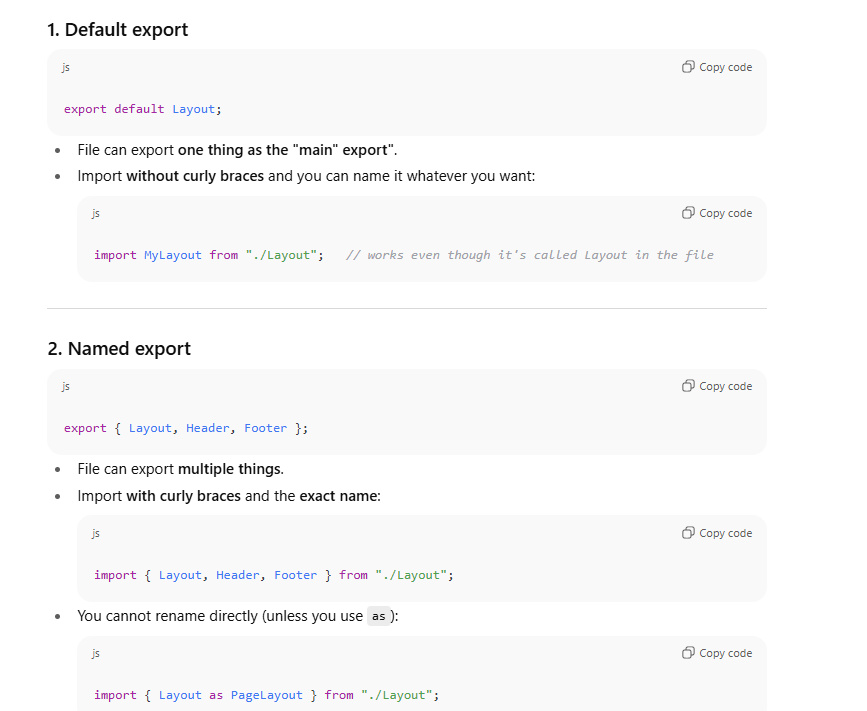 1. Default export
js Copy code
export default Layout;
• File can export one thing as the "main" export".
• Import without curly braces and you can name it whatever you want:
js Copy code
import MyLayout from "./Layout"; // works even though it's called Layout in the file
2. Named export
js Copy code
export { Layout, Header, Footer };
• File can export multiple things.
• Import with curly braces and the exact name:
js Copy code
import { Layout, Header, Footer } from "./Layout";
• You cannot rename directly (unless you use as ):
js Copy code
import { Layout as PageLayout } from "./Layout";